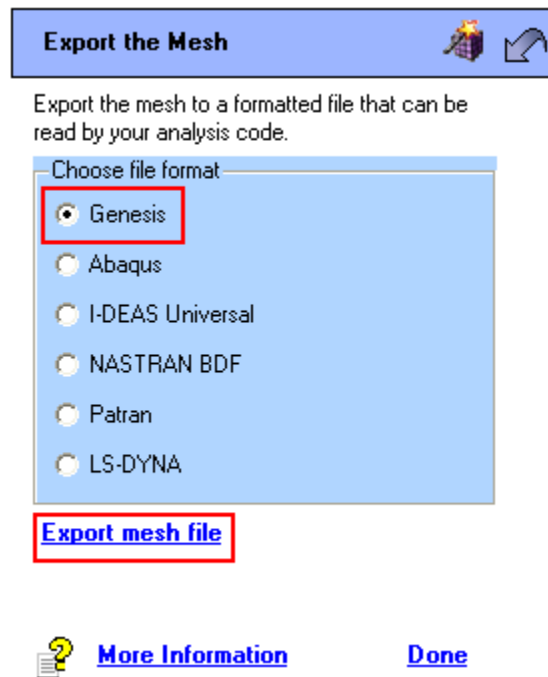 Export the Mesh
Export the mesh to a formatted file that can be
read by your analysis code.
Choose file format
Genesis
Abaqus
I-DEAS Universal
NASTRAN BDF
Patran
LS-DYNA
Export mesh file
More Information
Done